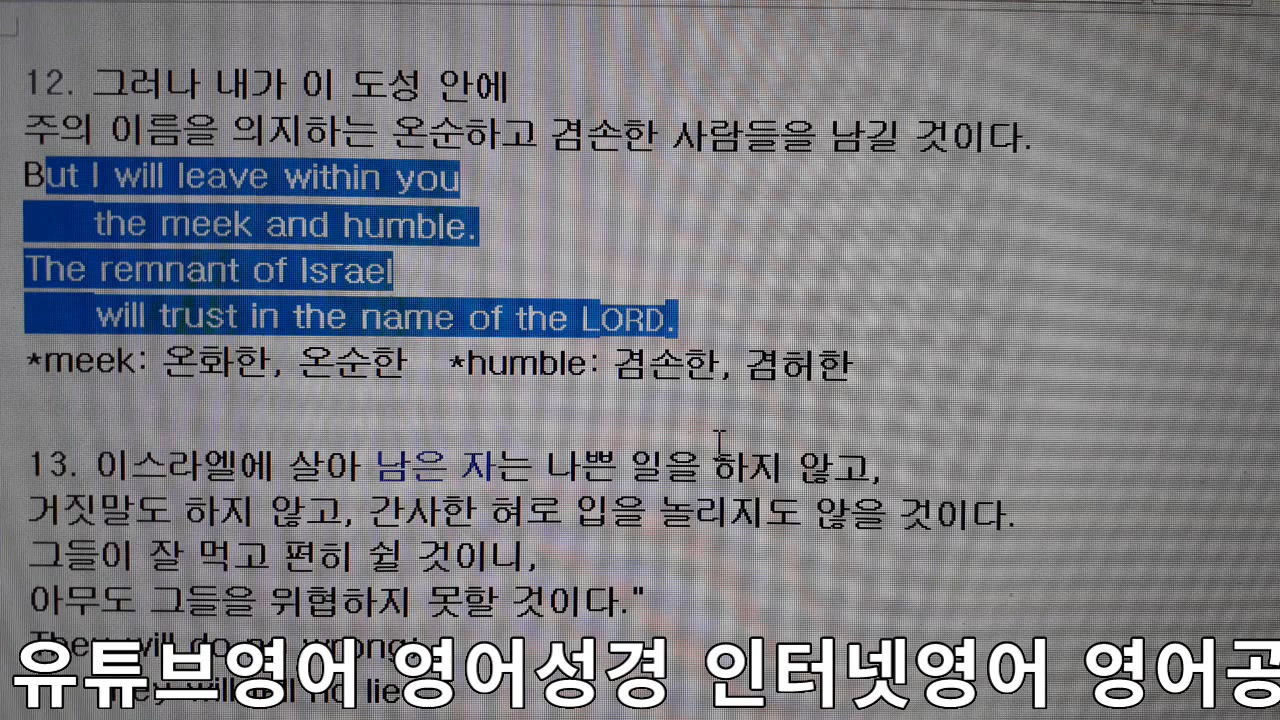 12. 그러나 내가 이 도성 안에
주의 이름을 의지하는 온순하고 겸손한 사람들을 남길 것이다.
But I will leave within you
the meek and humble.
The remnant of Israel
will trust in the name of the LORD.
*meek: 온화한, 온순한 *humble: 겸손한, 겸허한
13. 이스라엘에 살아 남은 자는 나쁜 일을 하지 않고,
거짓말도 하지 않고, 간사한 혀로 입을 놀리지도 않을 것이다.
그들이 잘 먹고 편히 쉴 것이니,
아무도 그들을 위협하지 못할 것이다."
They will do no wrong;
유튜브영어 영어성경 인터넷영어 영어공